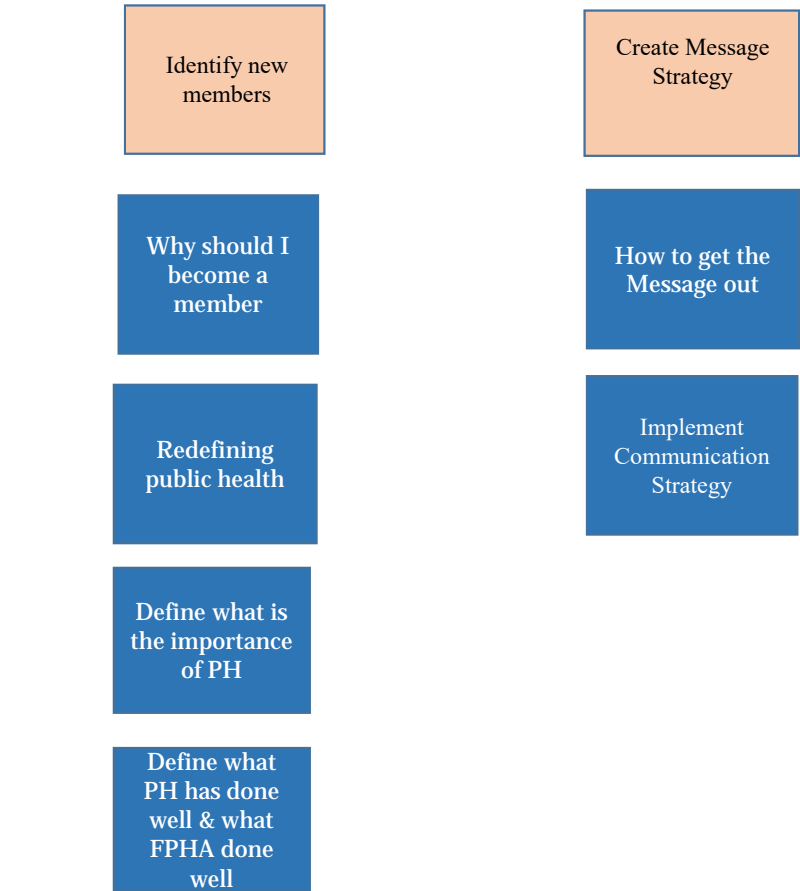 Identify new
members
Why should I
become a
member
Redefining
public health
Define what is
the importance
of PH
Define what
PH has done
well & what
FPHA done
well
Create Message
Strategy
How to get the
Message out
Implement
Communication
Strategy